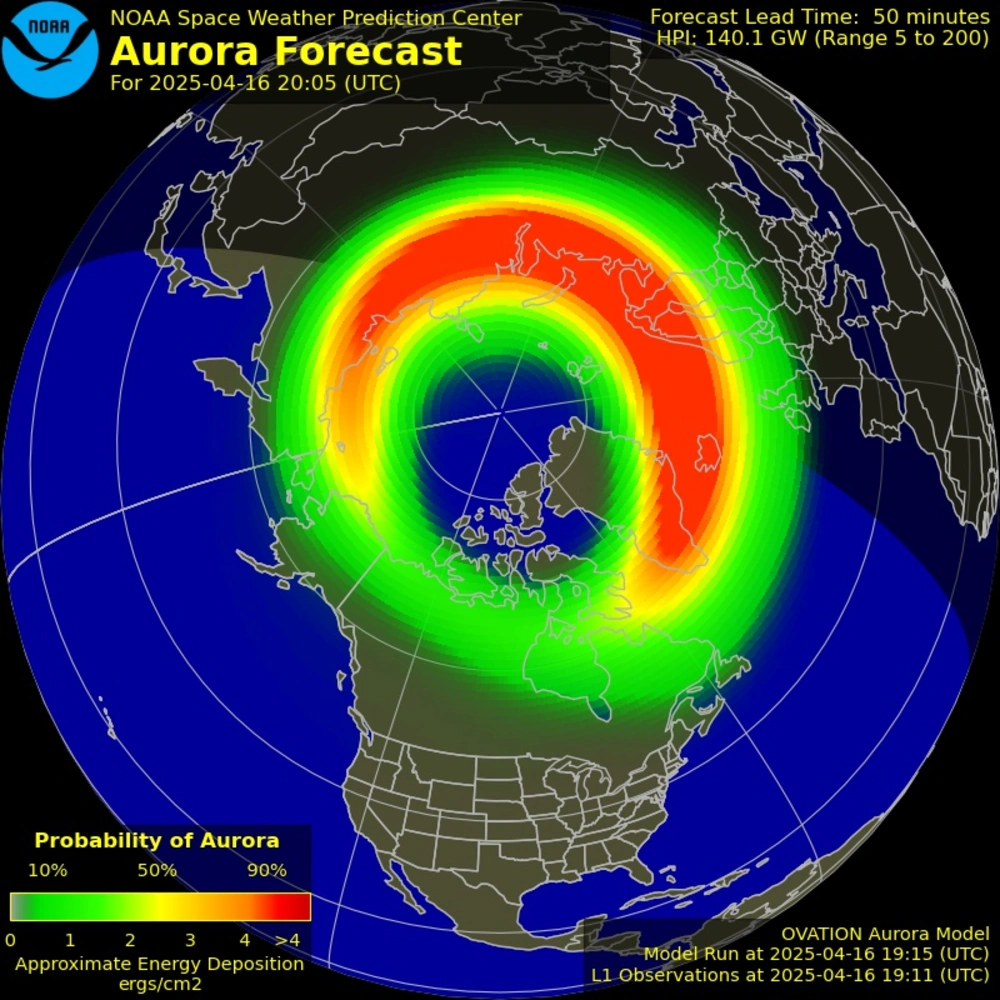 NOAA
NOAA Space Weather Prediction Center
Aurora Forecast
For 2025-04-16 20:05 (UTC)
Forecast Lead Time: 50 minutes
HPI: 140.1 GW (Range 5 to 200)
Probability of Aurora
10% 50% 90%
0 1 2 3 4 >4
Approximate Energy Deposition
ergs/cm2
OVATION Aurora Model
Model Run at 2025-04-16 19:15 (UTC)
L1 Observations at 2025-04-16 19:11 (UTC)